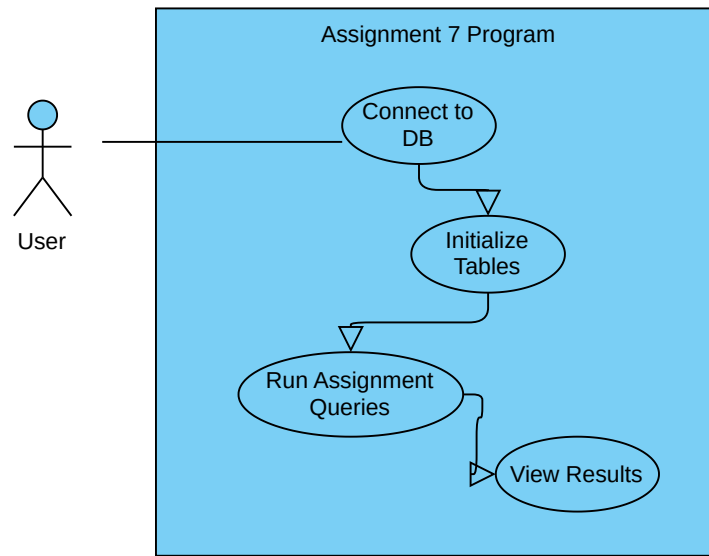 Assignment 7 Program
Connect to
DB
User
Initialize
Tables
Run Assignment
Queries
View Results